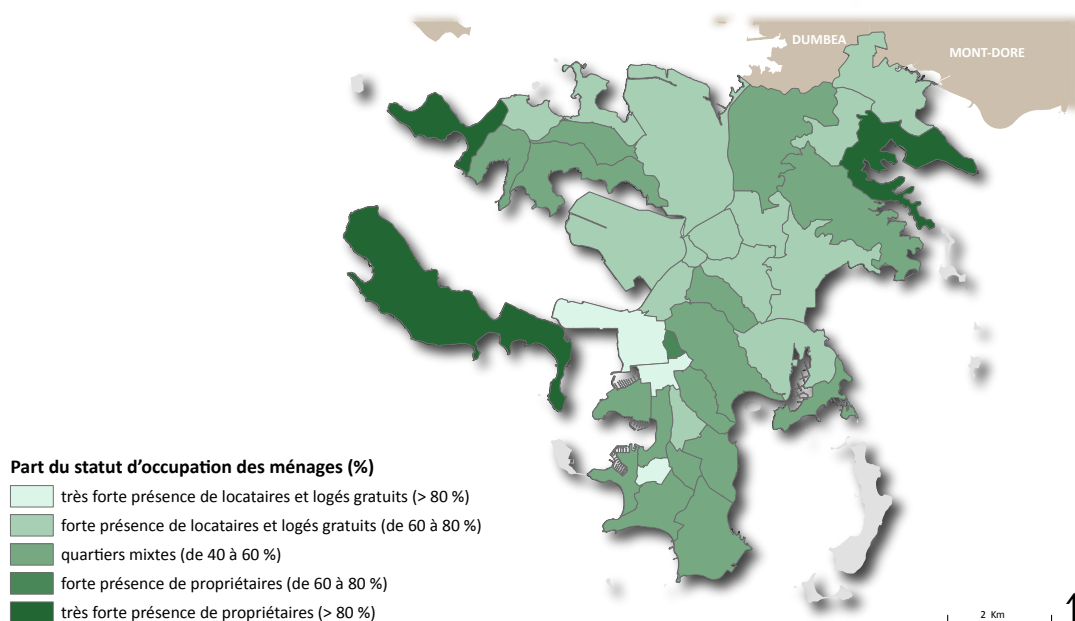 DUMBEA
MONT-DORE
Part du statut d’occupation des ménages (%)
très forte présence de locataires et logés gratuits (> 80 %)
forte présence de locataires et logés gratuits (de 60 à 80 %)
quartiers mixtes (de 40 à 60 %)
forte présence de propriétaires (de 60 à 80 %)
très forte présence de propriétaires (> 80 %)
2 Km